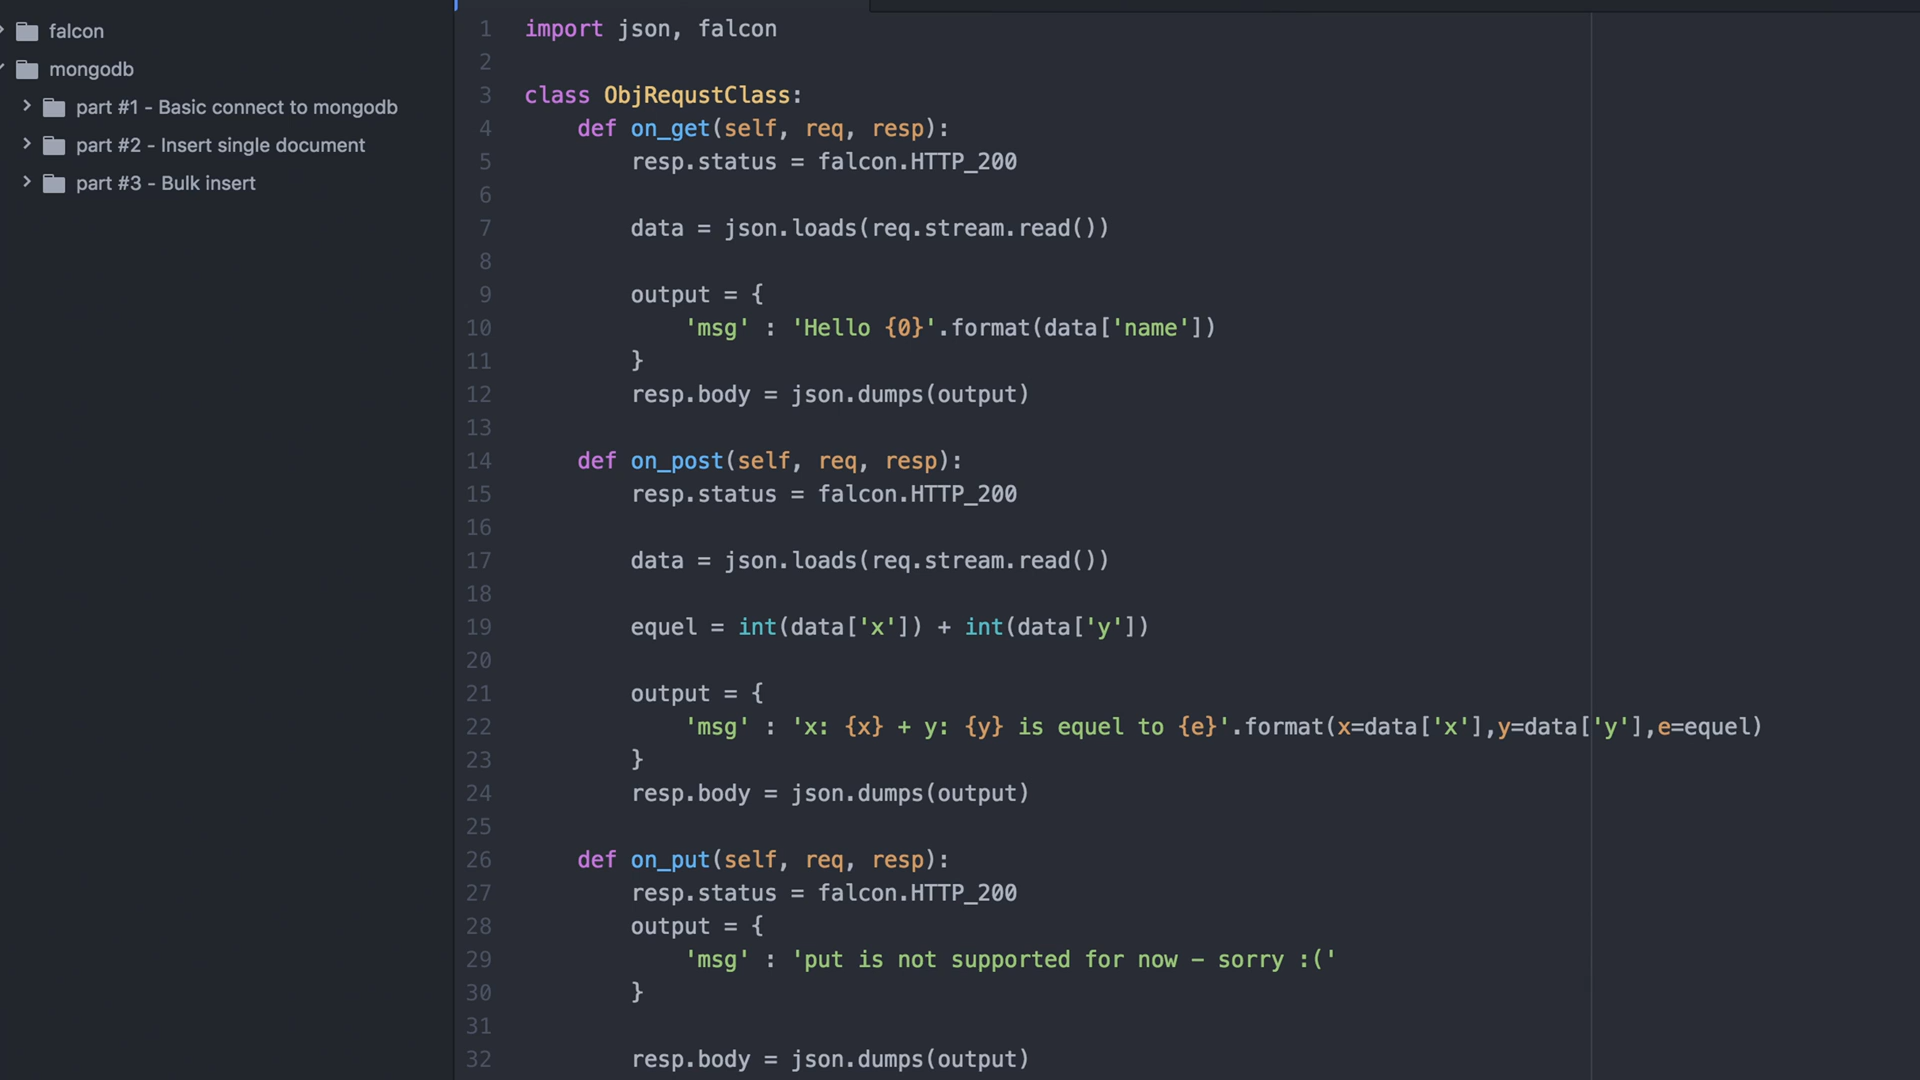 falcon
mongodb
part #1 - Basic connect to mongodb
part #2 - Insert single document
part #3 - Bulk insert
1 import json, falcon
2
3 class ObjRequstClass:
4     def on_get(self, req, resp):
5         resp.status = falcon.HTTP_200
6
7         data = json.loads(req.stream.read())
8
9         output = {
10             'msg' : 'Hello {0}'.format(data['name'])
11         }
12         resp.body = json.dumps(output)
13
14     def on_post(self, req, resp):
15         resp.status = falcon.HTTP_200
16
17         data = json.loads(req.stream.read())
18
19         equel = int(data['x']) + int(data['y'])
20
21         output = {
22             'msg' : 'x: {x} + y: {y} is equel to {e}'.format(x=data['x'],y=data['y'],e=equel)
23         }
24         resp.body = json.dumps(output)
25
26     def on_put(self, req, resp):
27         resp.status = falcon.HTTP_200
28         output = {
29             'msg' : 'put is not supported for now - sorry :('
30         }
31
32         resp.body = json.dumps(output)